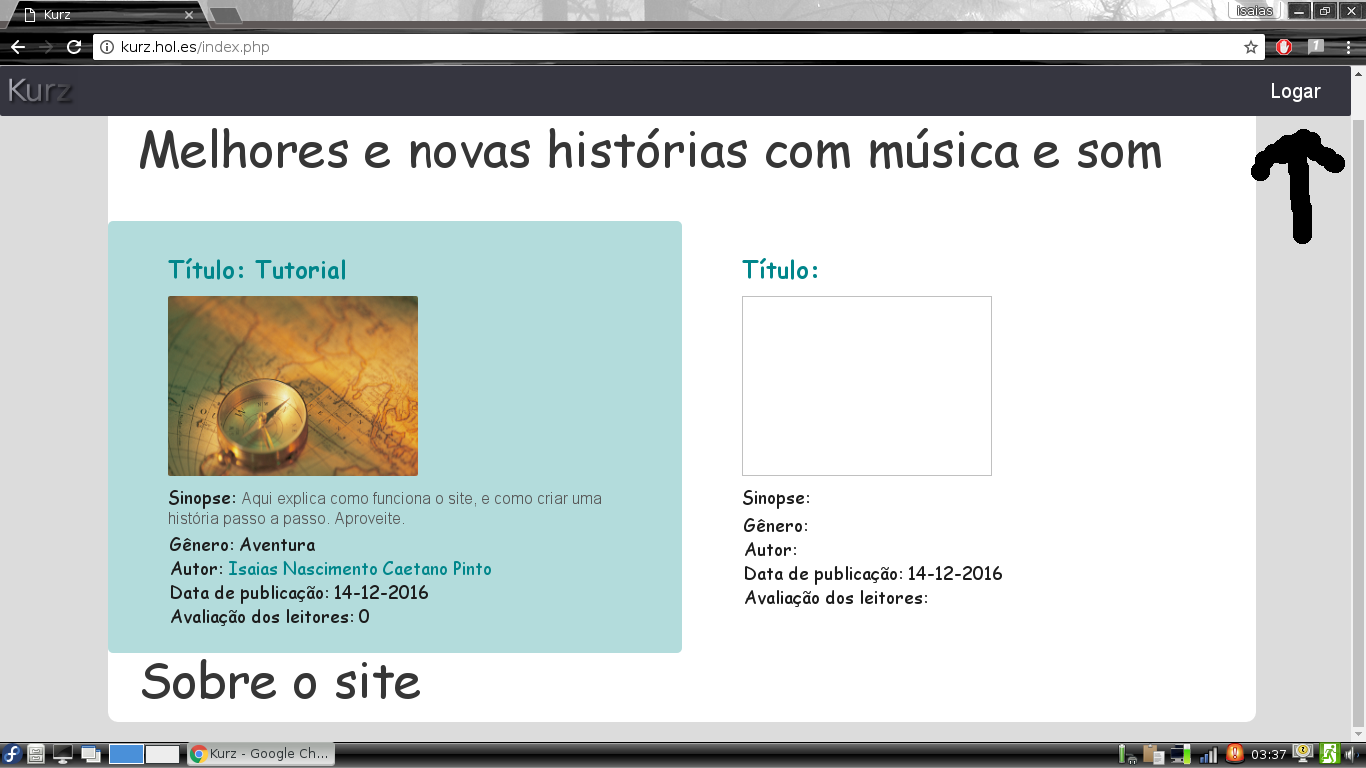 Kurz
isaias
kurz.hol.es/index.php
Kurz
Logar
Melhores e novas histórias com música e som
Título: Tutorial
Sinopse: Aqui explica como funciona o site, e como criar uma
história passo a passo. Aproveite.
Gênero: Aventura
Autor: Isaias Nascimento Caetano Pinto
Data de publicação: 14-12-2016
Avaliação dos leitores: 0
Título:
Sinopse:
Gênero:
Autor:
Data de publicação: 14-12-2016
Avaliação dos leitores:
Sobre o site
Kurz - Google Ch...
03:37